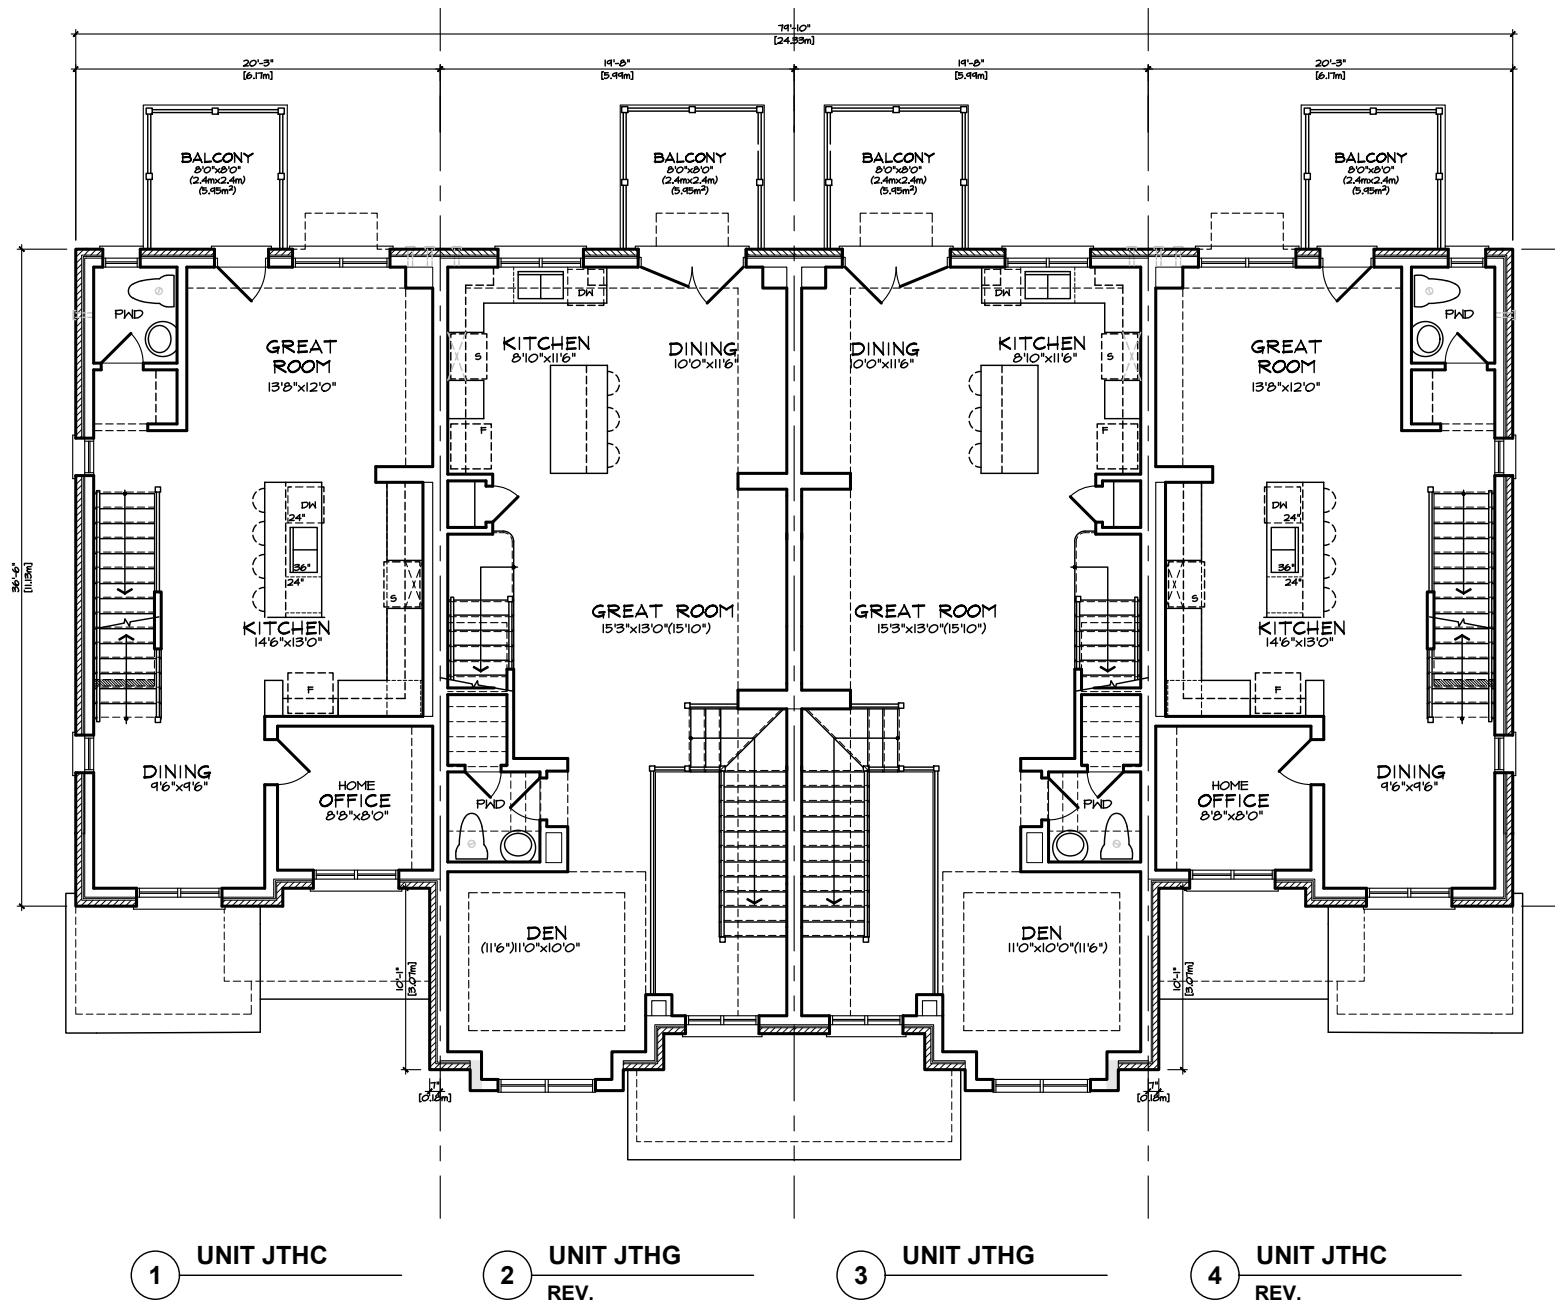 79'-10"
[24.33m]
20'-3"
[6.17m]
19'-8"
[5.99m]
19'-8"
[5.99m]
20'-3"
[6.17m]
BALCONY
8'0"x8'0"
(2.4mx2.4m)
(5.95m²)
BALCONY
8'0"x8'0"
(2.4mx2.4m)
(5.95m²)
BALCONY
8'0"x8'0"
(2.4mx2.4m)
(5.95m²)
BALCONY
8'0"x8'0"
(2.4mx2.4m)
(5.95m²)
36'-6"
[11.13m]
PWD
GREAT
ROOM
13'8"x12'0"
DW
24"
36"
24"
S
KITCHEN
14'6"x13'0"
F
DINING
9'6"x9'6"
HOME
OFFICE
8'8"x8'0"
DW
KITCHEN
8'10"x11'6"
S
F
DINING
10'0"x11'6"
GREAT ROOM
15'3"x13'0"(15'10")
PWD
DEN
(11'6")11'0"x10'0"
10'-1"
[3.07m]
7"
[0.18m]
DW
DINING
10'0"x11'6"
KITCHEN
8'10"x11'6"
S
F
GREAT ROOM
15'3"x13'0"(15'10")
PWD
DEN
11'0"x10'0"(11'6")
10'-1"
[3.07m]
7"
[0.18m]
PWD
GREAT
ROOM
13'8"x12'0"
DW
24"
36"
24"
S
KITCHEN
14'6"x13'0"
F
HOME
OFFICE
8'8"x8'0"
DINING
9'6"x9'6"
1 UNIT JTHC
2 UNIT JTHG
REV.
3 UNIT JTHG
4 UNIT JTHC
REV.